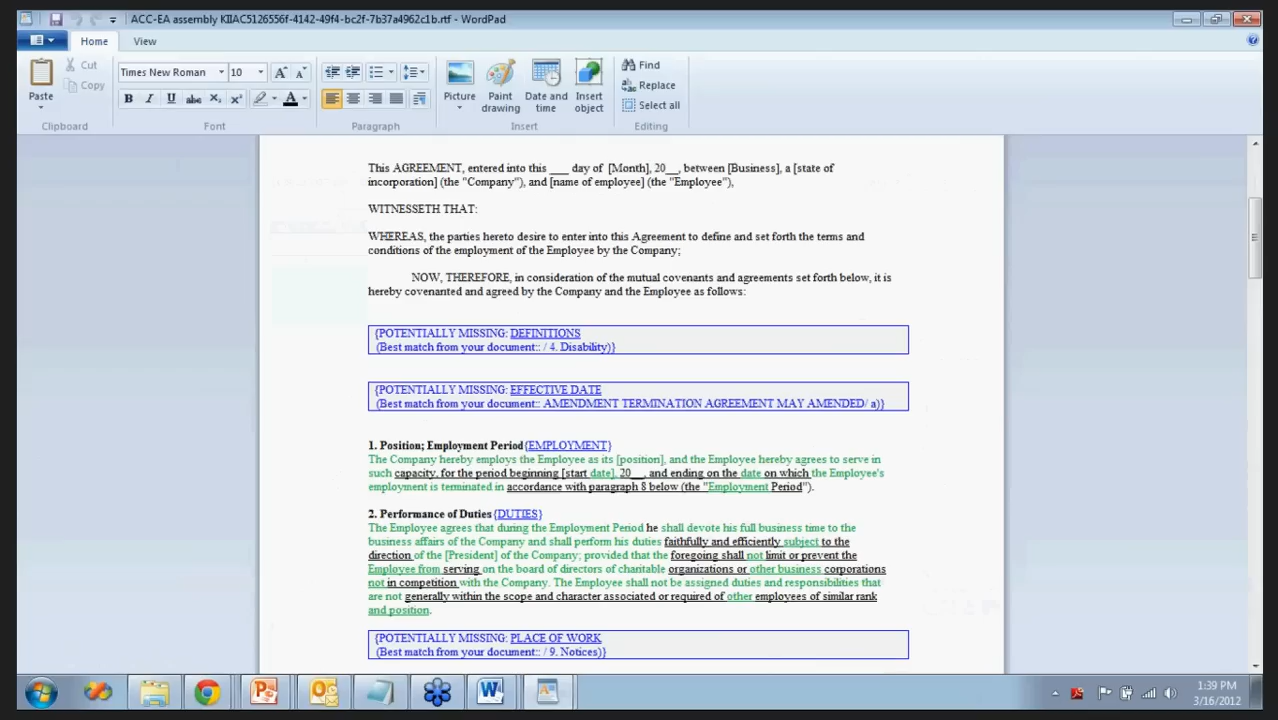 ACC-EA assembly KIIAC5126556f-4142-49f4-bc2f-7b37a4962c1b.rtf - WordPad
Home View
Cut
Copy
Paste
Clipboard
Times New Roman 10
Font
Paragraph
Picture
Paint drawing
Date and time
Insert object
Insert
Find
Replace
Select all
Editing
This AGREEMENT, entered into this ___ day of [Month], 20__, between [Business], a [state of
incorporation] (the "Company"), and [name of employee] (the "Employee"),
WITNESSETH THAT:
WHEREAS, the parties hereto desire to enter into this Agreement to define and set forth the terms and
conditions of the employment of the Employee by the Company;
NOW, THEREFORE, in consideration of the mutual covenants and agreements set forth below, it is
hereby covenanted and agreed by the Company and the Employee as follows:
{POTENTIALLY MISSING: DEFINITIONS
(Best match from your document:: / 4. Disability)}
{POTENTIALLY MISSING: EFFECTIVE DATE
(Best match from your document:: AMENDMENT TERMINATION AGREEMENT MAY AMENDED/ a)}
1. Position; Employment Period{EMPLOYMENT}
The Company hereby employs the Employee as its [position], and the Employee hereby agrees to serve in
such capacity, for the period beginning [start date], 20__, and ending on the date on which the Employee's
employment is terminated in accordance with paragraph 8 below (the "Employment Period").
2. Performance of Duties{DUTIES}
The Employee agrees that during the Employment Period he shall devote his full business time to the
business affairs of the Company and shall perform his duties faithfully and efficiently subject to the
direction of the [President] of the Company; provided that the foregoing shall not limit or prevent the
Employee from serving on the board of directors of charitable organizations or other business corporations
not in competition with the Company. The Employee shall not be assigned duties and responsibilities that
are not generally within the scope and character associated or required of other employees of similar rank
and position.
{POTENTIALLY MISSING: PLACE OF WORK
(Best match from your document:: / 9. Notices)}
1:39 PM
3/16/2012